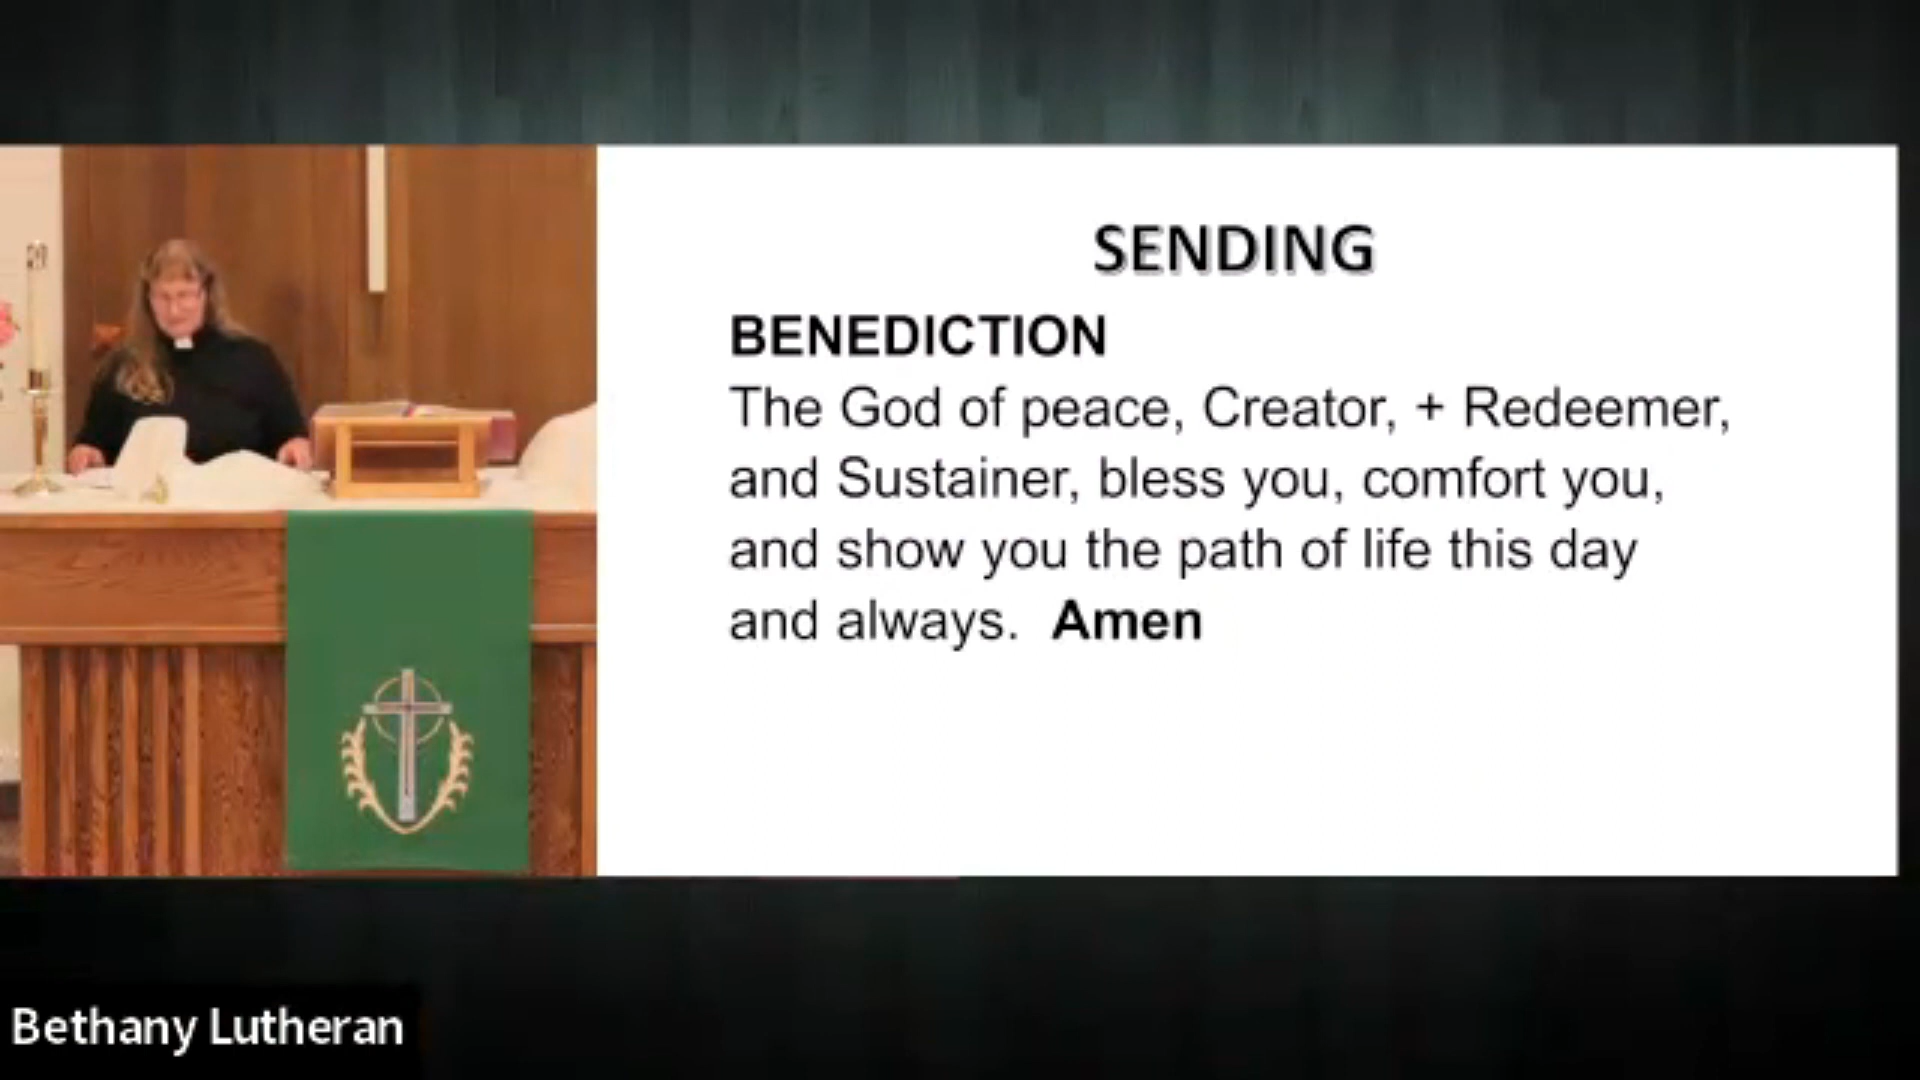 SENDING
BENEDICTION
The God of peace, Creator, + Redeemer,
and Sustainer, bless you, comfort you,
and show you the path of life this day
and always.  Amen
Bethany Lutheran